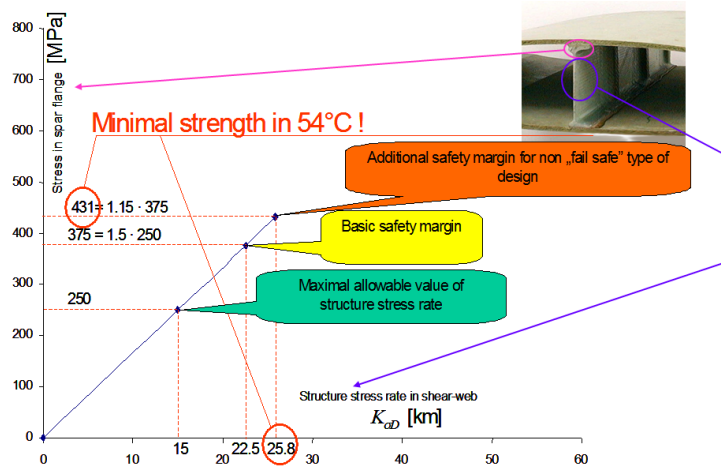 800
700
600
500
400
300
200
100
0
Stress in spar flange [MPa]
Minimal strength in 54°C !
Additional safety margin for non „fail safe” type of
design
431= 1.15 · 375
375 = 1.5 · 250
Basic safety
margin
250
Maximal allowable value of
structure stress rate
Structure stress rate in shear-web
KσD [km]
15
22.5
25.8
0
10
20
30
40
50
60